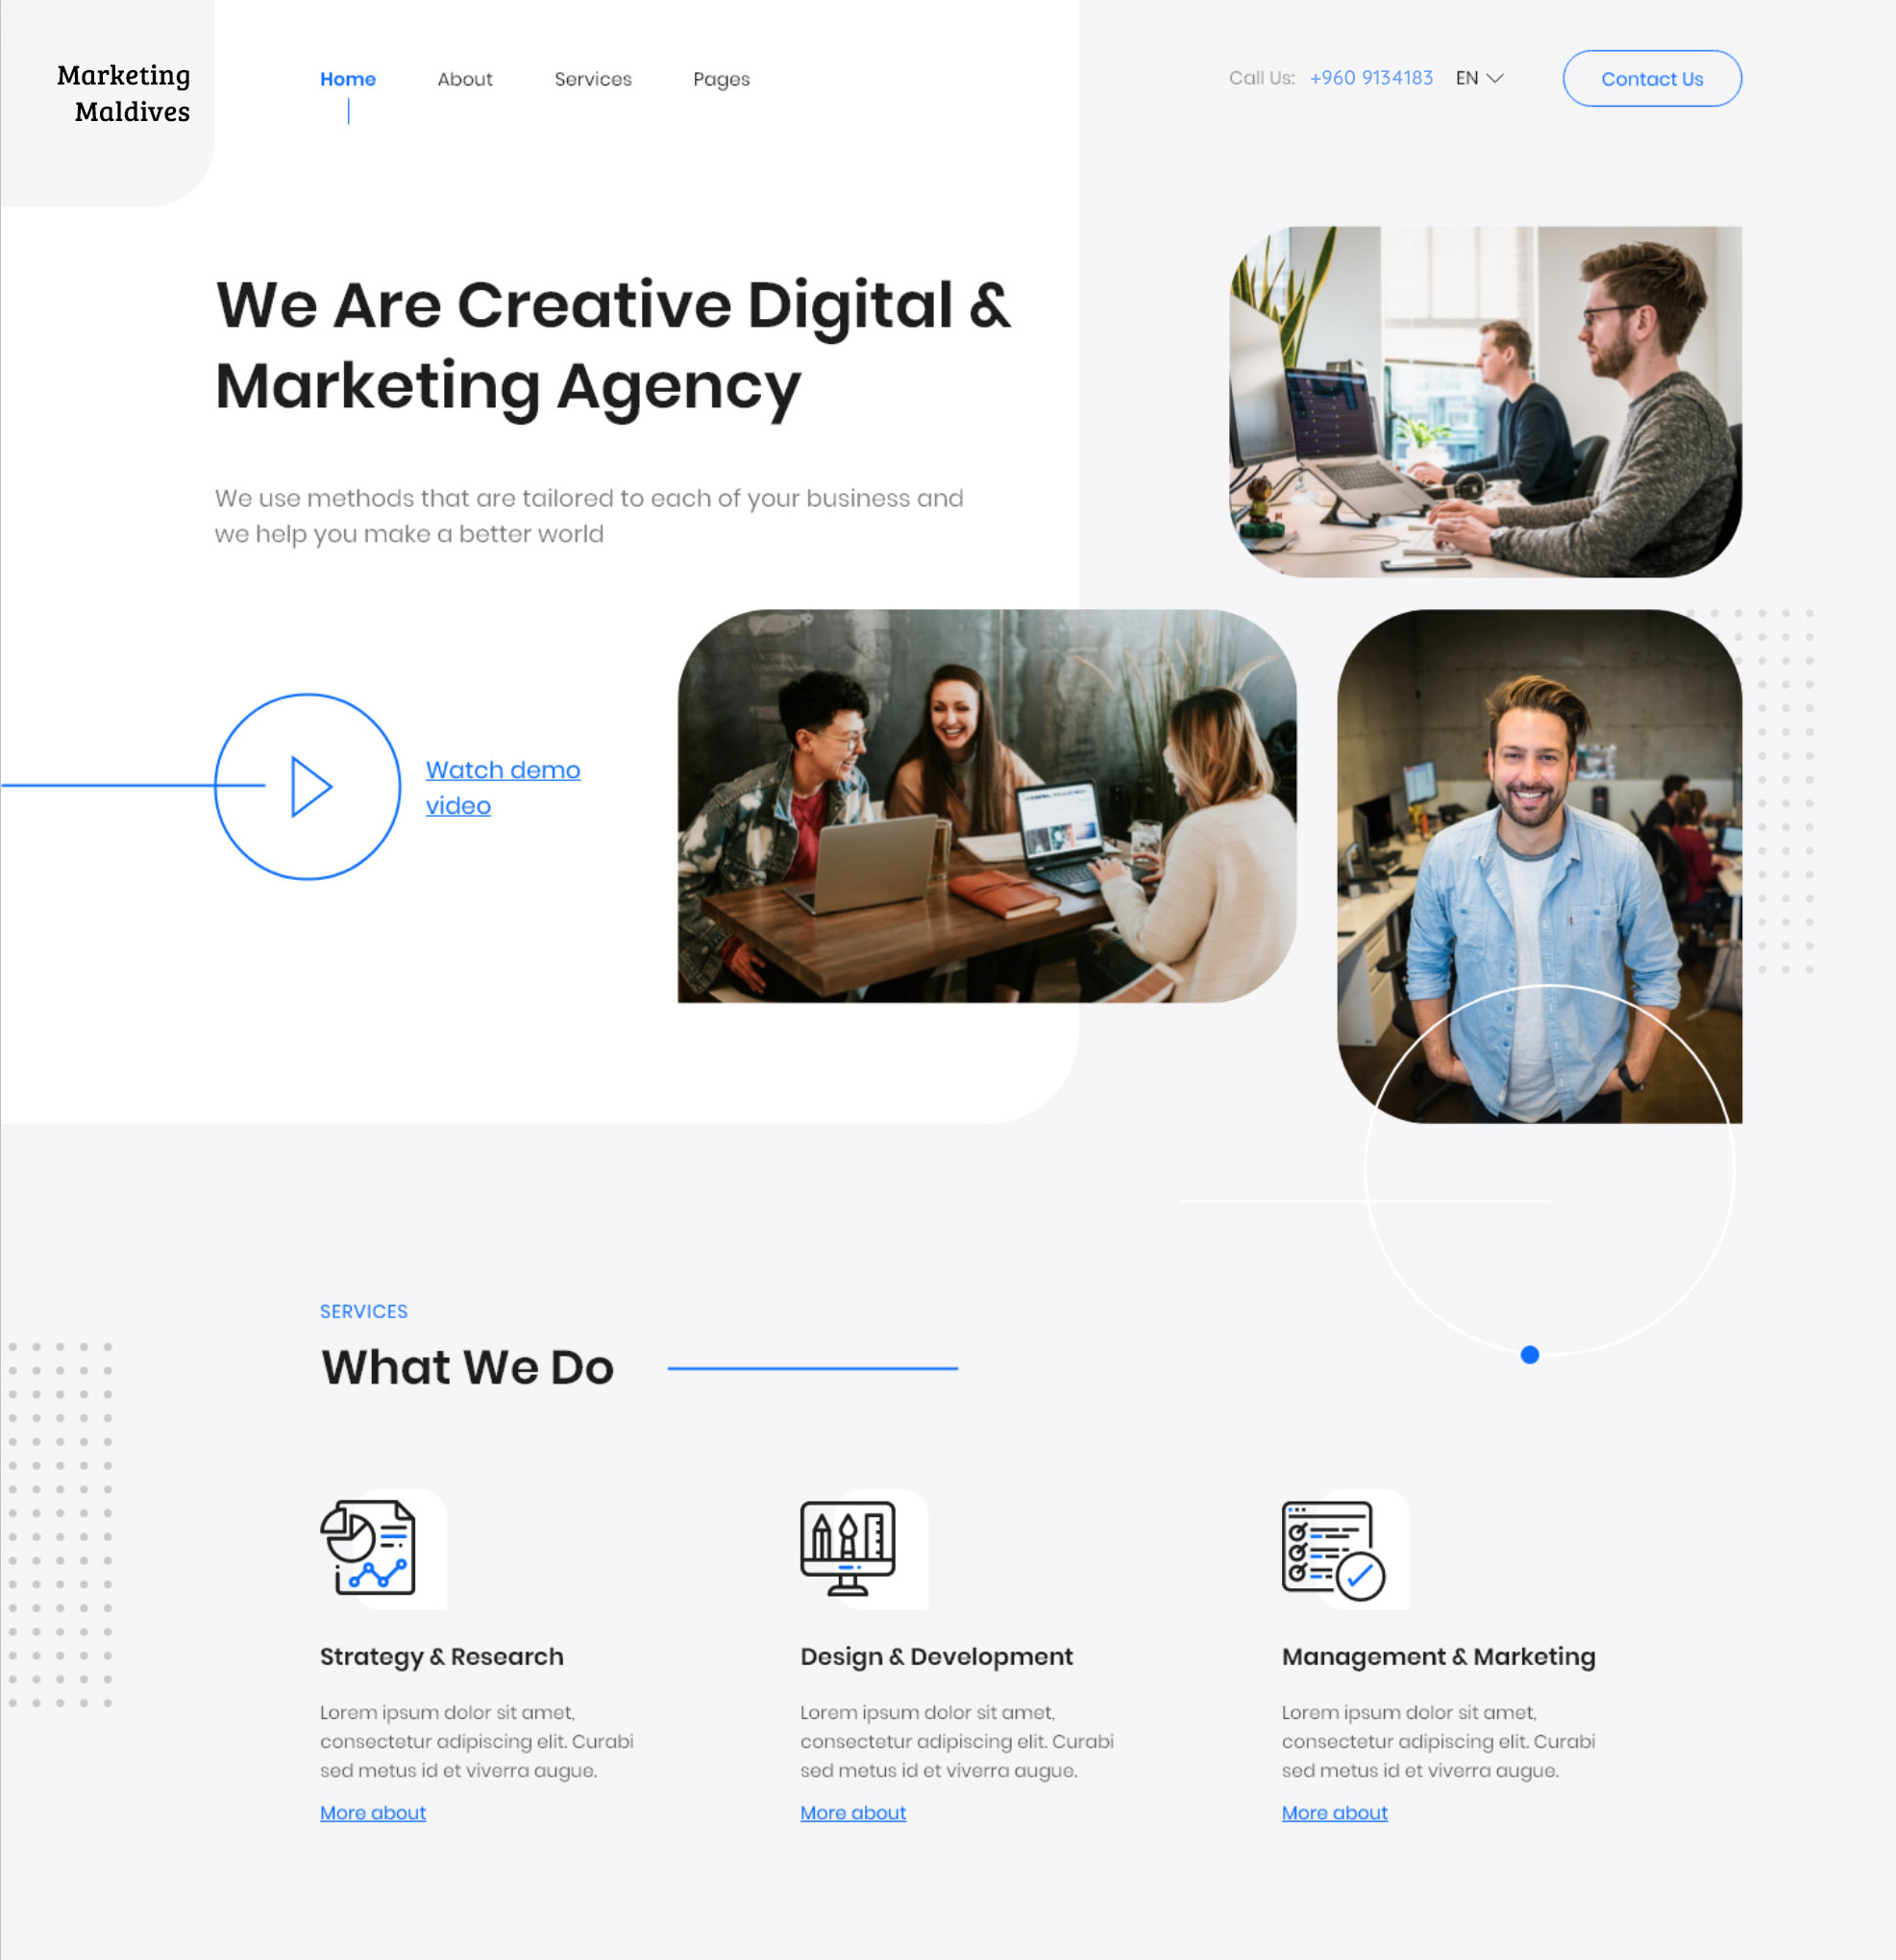 Marketing
Maldives
Home
About
Services
Pages
Call Us: +960 9134183
EN
Contact Us
We Are Creative Digital &
Marketing Agency
We use methods that are tailored to each of your business and
we help you make a better world
Watch demo
video
SERVICES
What We Do
Strategy & Research
Lorem ipsum dolor sit amet,
consectetur adipiscing elit. Curabi
sed metus id et viverra augue.
More about
Design & Development
Lorem ipsum dolor sit amet,
consectetur adipiscing elit. Curabi
sed metus id et viverra augue.
More about
Management & Marketing
Lorem ipsum dolor sit amet,
consectetur adipiscing elit. Curabi
sed metus id et viverra augue.
More about